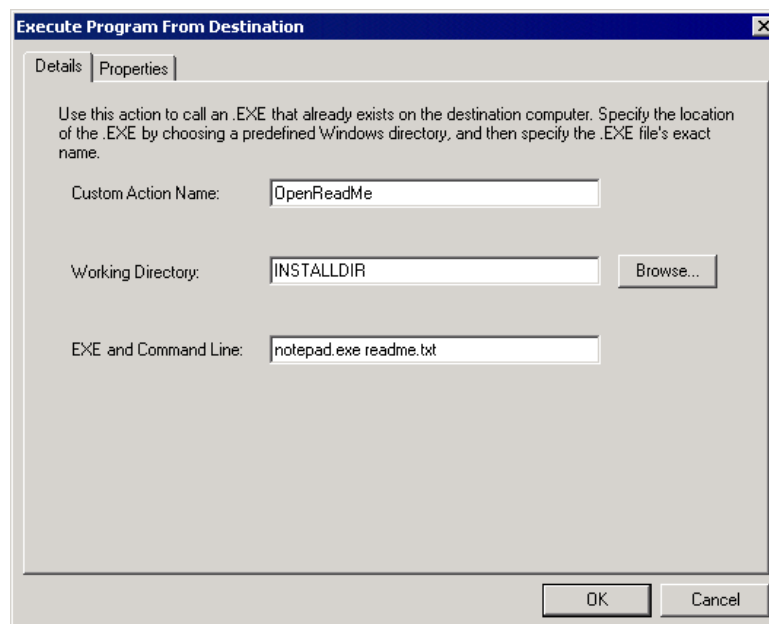 Execute Program From Destination
Details
Properties
Use this action to call an .EXE that already exists on the destination computer. Specify the location
of the .EXE by choosing a predefined Windows directory, and then specify the .EXE file's exact
name.
Custom Action Name:
OpenReadMe
Working Directory:
INSTALLDIR
Browse...
EXE and Command Line:
notepad.exe readme.txt
OK
Cancel